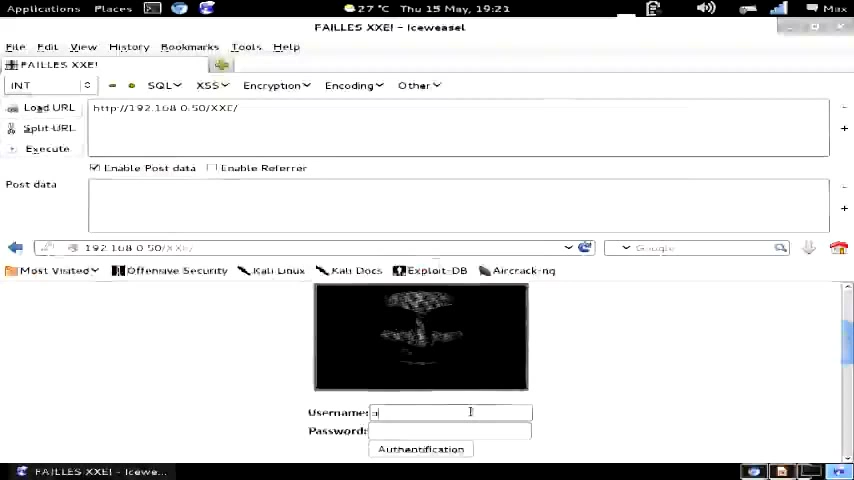 Applications Places 27 °C Thu 15 May, 19:21 Max
FAILLES XXE! - Iceweasel
File Edit View History Bookmarks Tools Help
FAILLES XXE!
INT SQL XSS Encryption Encoding Other
Load URL http://192.168.0.50/XXE/
Split URL
Execute
Enable Post data Enable Referrer
Post data
192.168.0.50/XXE/ Google
Most Visited Offensive Security Kali Linux Kali Docs Exploit-DB Aircrack-ng
Username:
Password:
Authentification
FAILLES XXE! - Icewe...